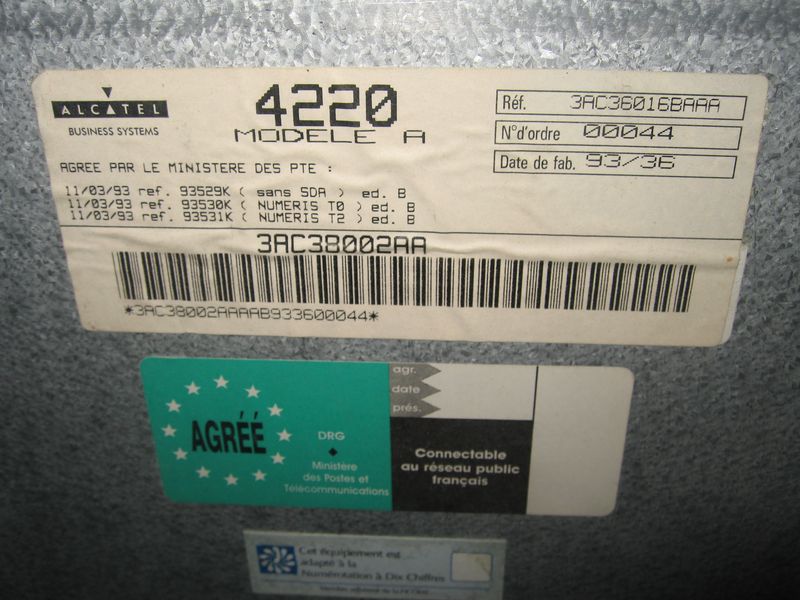 ALCATEL
BUSINESS SYSTEMS
4220
MODELE A
Réf. 3AC36016BAAA
N°d'ordre 00044
Date de fab. 93/36
AGREE PAR LE MINISTERE DES PTE :
11/03/93 ref. 93529K ( sans SDA ) ed. B
11/03/93 ref. 93530K ( NUMERIS T0 ) ed. B
11/03/93 ref. 93531K ( NUMERIS T2 ) ed. B
3AC38002AA
*3AC38002AAAAB933600044*
AGRÉÉ
DRG
Ministère
des Postes et
Télécommunications
agr.
date
prés.
Connectable
au réseau public
français
Cet équipement est
adapté à la
Numérotation à Dix Chiffres